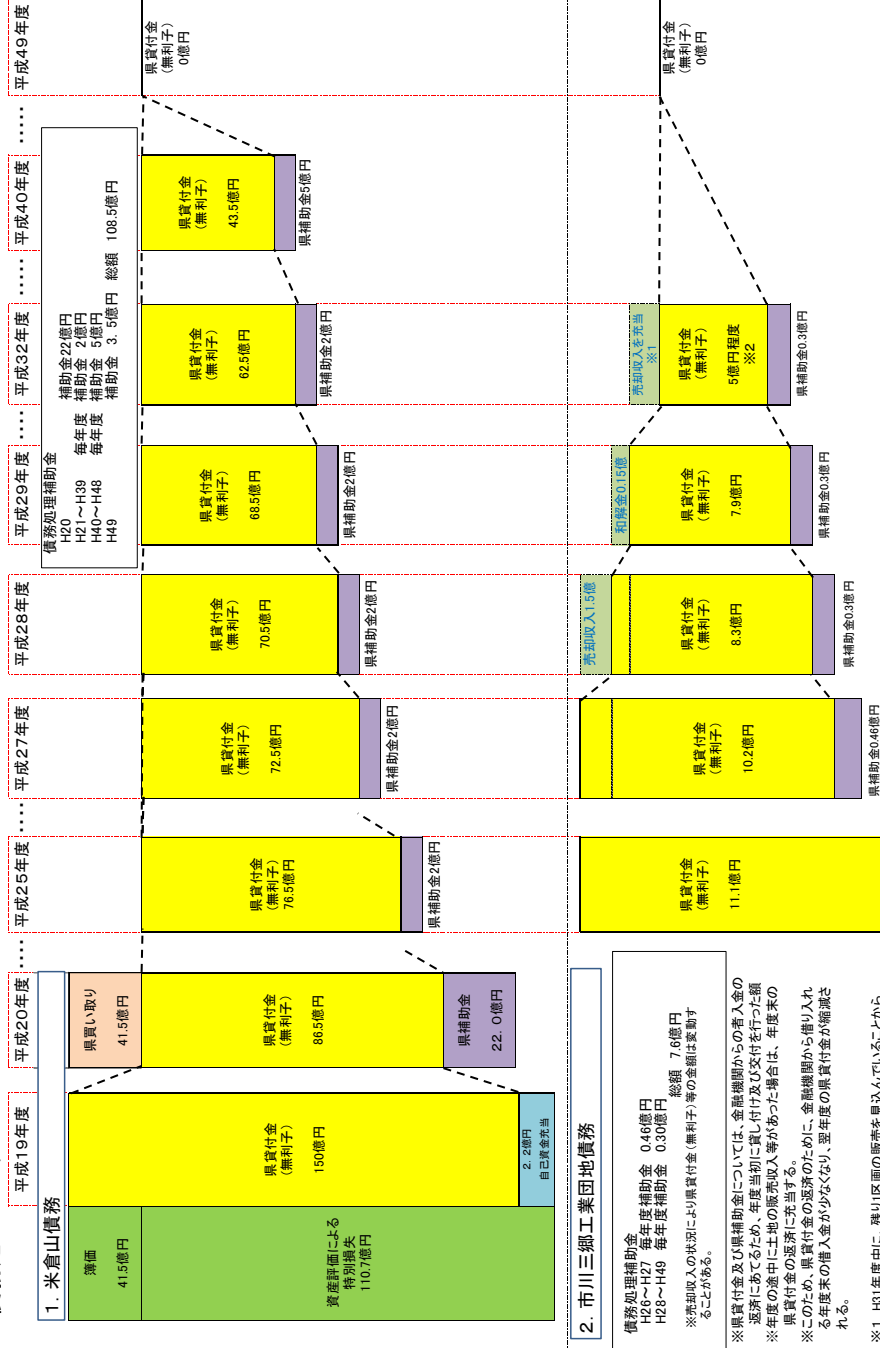 平成19年度
平成20年度
・・・・
平成25年度
・・・・
平成27年度
平成28年度
平成29年度
・・・・
平成32年度
・・・・・
平成40年度
・・・・・
平成49年度
1. 米倉山債務
簿価
41.5億円
資産評価による
特別損失
110.7億円
県貸付金
(無利子)
150億円
2. 2億円
自己資金充当
県買い取り
41.5億円
県貸付金
(無利子)
86.5億円
県補助金
22. 0億円
県貸付金
(無利子)
76.5億円
県補助金2億円
県貸付金
(無利子)
72.5億円
県補助金2億円
県貸付金
(無利子)
70.5億円
県補助金2億円
県貸付金
(無利子)
68.5億円
県補助金2億円
県貸付金
(無利子)
62.5億円
県補助金2億円
県貸付金
(無利子)
43.5億円
県補助金5億円
県貸付金
(無利子)
0億円
債務処理補助金
H20 補助金22億円
H21~H39 毎年度 補助金 2億円
H40~H48 毎年度 補助金 5億円
H49 補助金 3. 5億円 総額 108.5億円
2. 市川三郷工業団地債務
債務処理補助金
H26~H27 毎年度補助金 0.46億円
H28~H49 毎年度補助金 0.30億円
総額 7.6億円
※売却収入の状況により県貸付金(無利子)等の金額は変動す
ることがある。
※県貸付金及び県補助金については、金融機関からの借入金の
返済にあてるため、年度当初に貸し付け及び交付を行った額
※年度の途中に土地の販売収入等があった場合は、年度末の
県貸付金の返済に充当する。
※このため、県貸付金の返済のために、金融機関から借り入れ
る年度末の借入金が少なくなり、翌年度の県貸付金が縮減さ
れる。
※1 H31年度中に、残り1区画の販売を見込んでいることから
県貸付金
(無利子)
11.1億円
県貸付金
(無利子)
10.2億円
県補助金0.46億円
売却収入1.5億
県貸付金
(無利子)
8.3億円
県補助金0.3億円
和解金0.15億
県貸付金
(無利子)
7.9億円
県補助金0.3億円
売却収入を充当
※1
県貸付金
(無利子)
5億円程度
※2
県補助金0.3億円
県貸付金
(無利子)
0億円